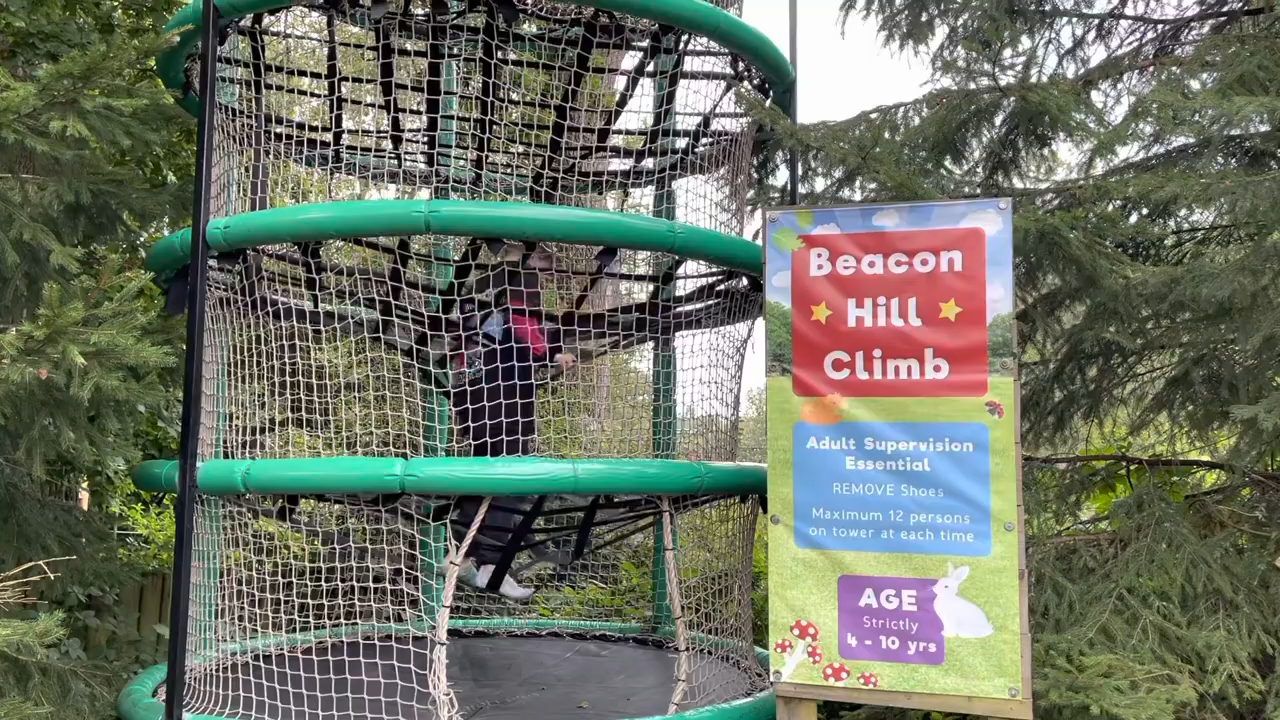 Beacon
Hill
Climb
Adult Supervision
Essential
REMOVE Shoes
Maximum 12 persons
on tower at each time
AGE
Strictly
4 - 10 yrs